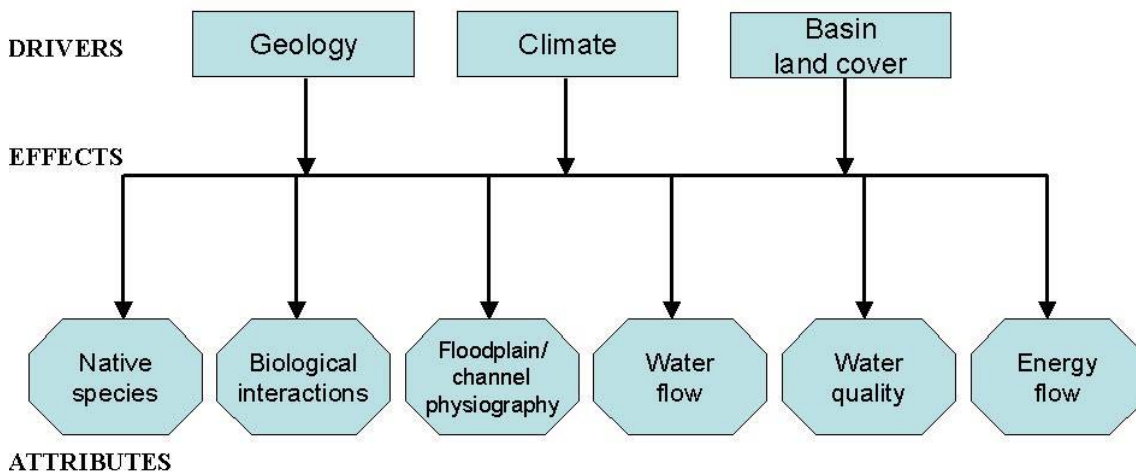 DRIVERS
Geology
Climate
Basin
land cover
EFFECTS
Native
species
Biological
interactions
Floodplain/
channel
physiography
Water
flow
Water
quality
Energy
flow
ATTRIBUTES